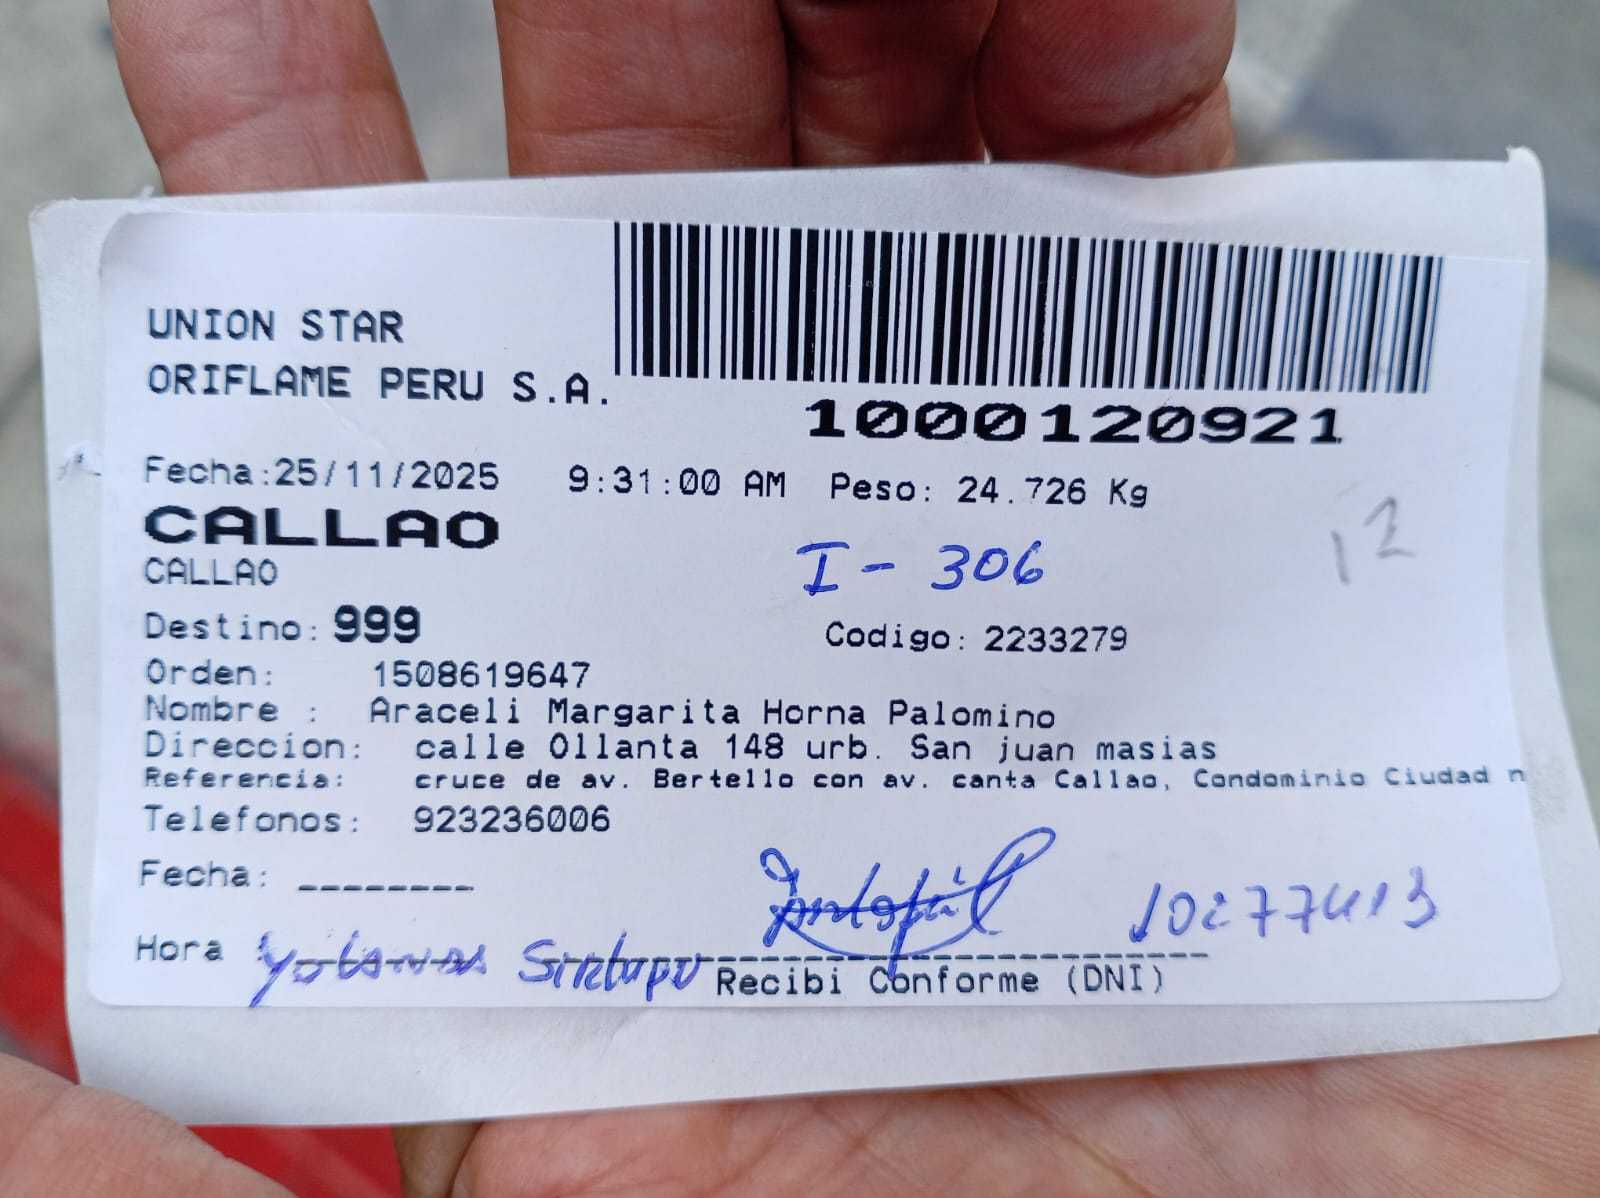 UNION STAR
ORIFLAME PERU S.A.
1000120921
Fecha:25/11/2025 9:31:00 AM Peso: 24.726 Kg
CALLAO
12
CALLAO
I - 306
Destino: 999
Codigo: 2233279
Orden: 1508619647
Nombre : Araceli Margarita Horna Palomino
Direccion: calle Ollanta 148 urb. San juan masias
Referencia: cruce de av. Bertello con av. canta Callao, Condominio Ciudad n
Telefonos: 923236006
Fecha: ________
10277413
Hora
Recibi Conforme (DNI)